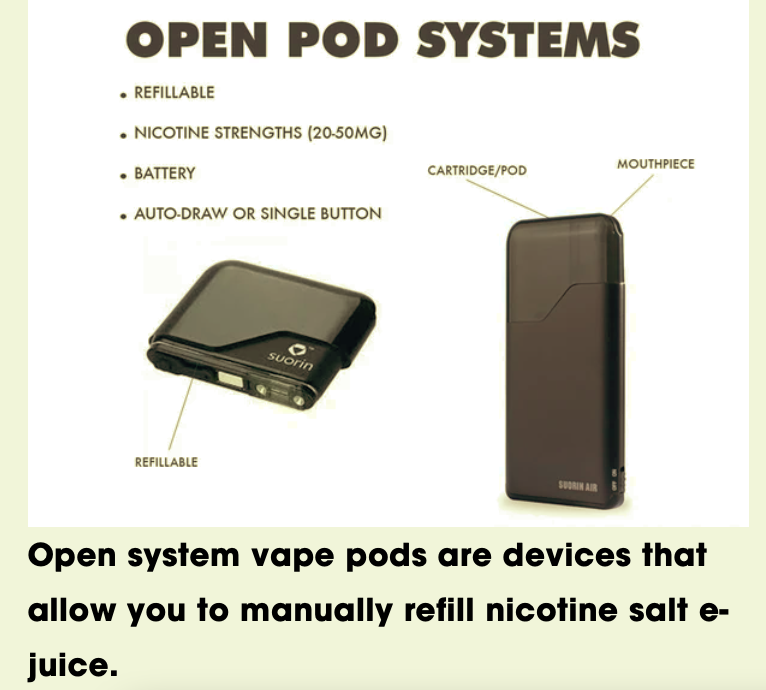 OPEN POD SYSTEMS
• REFILLABLE
• NICOTINE STRENGTHS (20-50MG)
• BATTERY
• AUTO-DRAW OR SINGLE BUTTON
CARTRIDGE/POD
MOUTHPIECE
suorin™
REFILLABLE
SUORIN AIR
Open system vape pods are devices that
allow you to manually refill nicotine salt e-
juice.